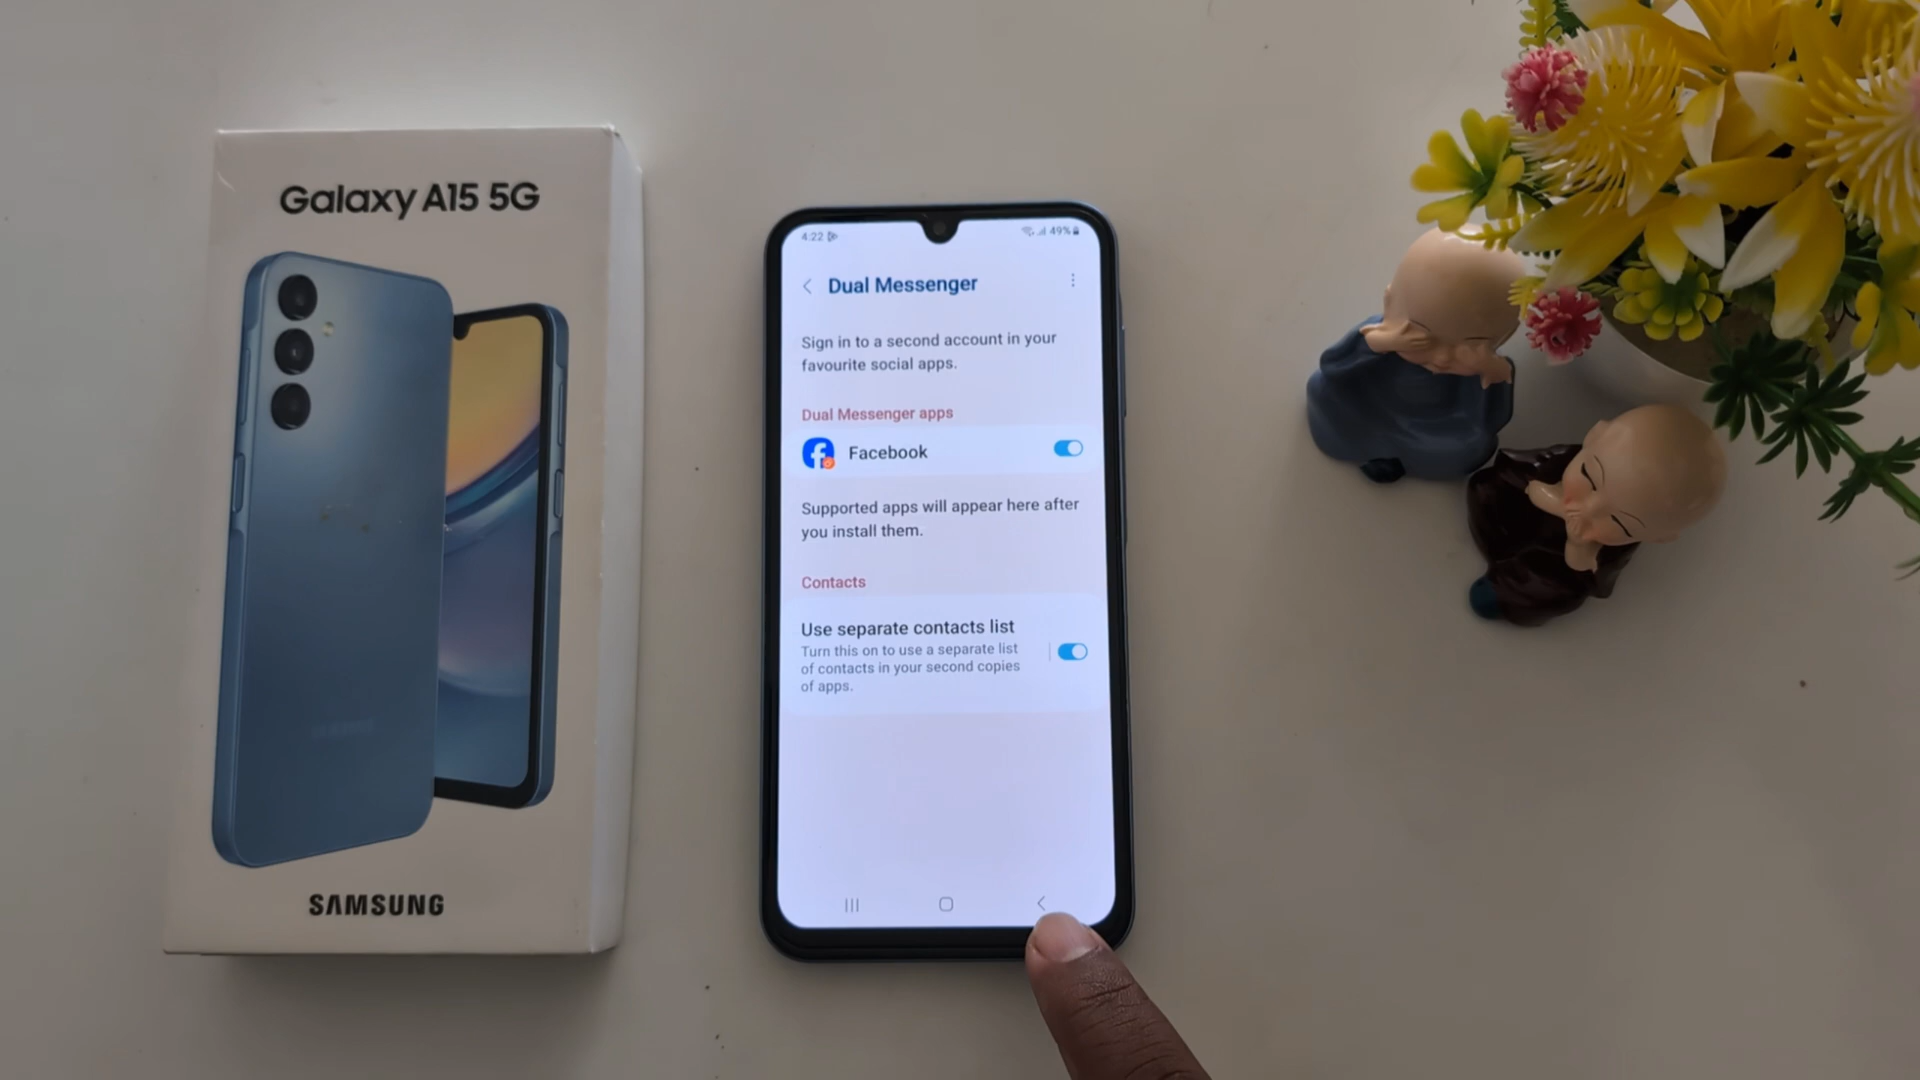 Galaxy A15 5G
SAMSUNG
4:22
49%
Dual Messenger
Sign in to a second account in your
favourite social apps.
Dual Messenger apps
Facebook
Supported apps will appear here after
you install them.
Contacts
Use separate contacts list
Turn this on to use a separate list
of contacts in your second copies
of apps.